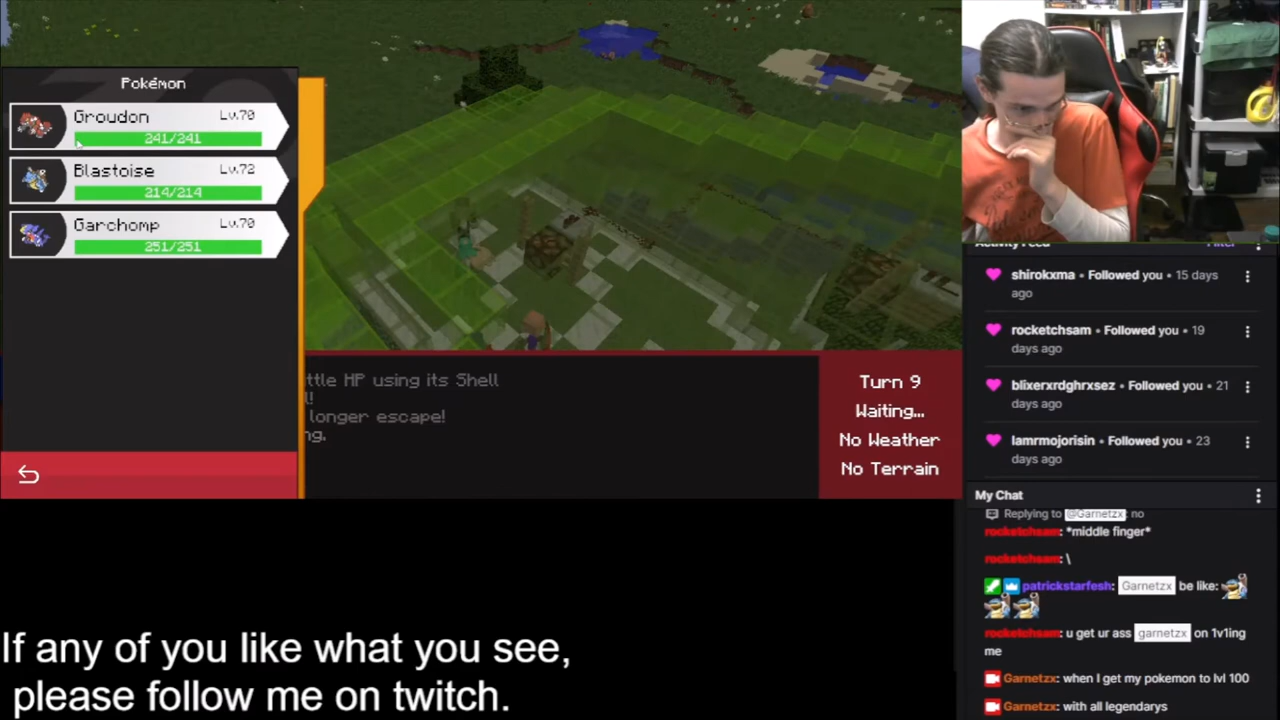 Pokémon
Groudon Lv.70
241/241
Blastoise Lv.72
214/214
Garchomp Lv.70
251/251
ttle HP using its Shell
l!
longer escape!
ng.
Turn 9
Waiting...
No Weather
No Terrain
Activity Feed Filter
shirokxma • Followed you • 15 days
ago
rocketchsam • Followed you • 19
days ago
blixerxrdghrxsez • Followed you • 21
days ago
lamrmojorisin • Followed you • 23
days ago
My Chat
Replying to @Garnetzx: no
rocketchsam: *middle finger*
rocketchsam: \
patrickstarfesh: Garnetzx be like:
rocketchsam: u get ur ass garnetzx on 1v1ing
me
Garnetzx: when I get my pokemon to lvl 100
Garnetzx: with all legendarys
If any of you like what you see,
please follow me on twitch.